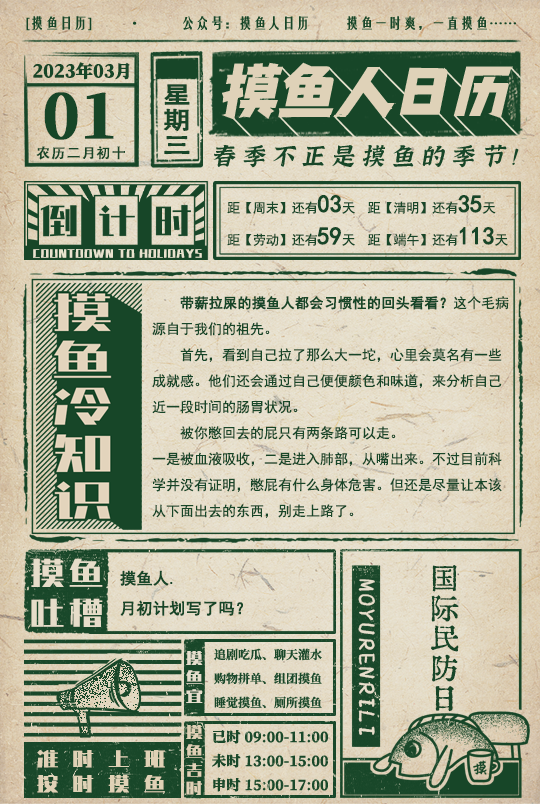 [摸鱼日历] · 公众号：摸鱼人日历 摸鱼一时爽，一直摸鱼……
2023年03月
01
农历二月初十
星期三
摸鱼人日历
春季不正是摸鱼的季节!
倒计时
COUNTDOWN TO HOLIDAYS
距【周末】还有03天 距【清明】还有35天
距【劳动】还有59天 距【端午】还有113天
摸鱼冷知识
带薪拉屎的摸鱼人都会习惯性的回头看看？这个毛病
源自于我们的祖先。
首先，看到自己拉了那么大一坨，心里会莫名有一些
成就感。他们还会通过自己便便颜色和味道，来分析自己
近一段时间的肠胃状况。
被你憋回去的屁只有两条路可以走。
一是被血液吸收，二是进入肺部，从嘴出来。不过目前科
学并没有证明，憋屁有什么身体危害。但还是尽量让本该
从下面出去的东西，别走上路了。
摸鱼
吐槽
摸鱼人.
月初计划写了吗？
准时上班
按时摸鱼
摸鱼宜
追剧吃瓜、聊天灌水
购物拼单、组团摸鱼
睡觉摸鱼、厕所摸鱼
摸鱼吉时
巳时 09:00-11:00
未时 13:00-15:00
申时 15:00-17:00
MOYURENRILI
国际民防日
摸